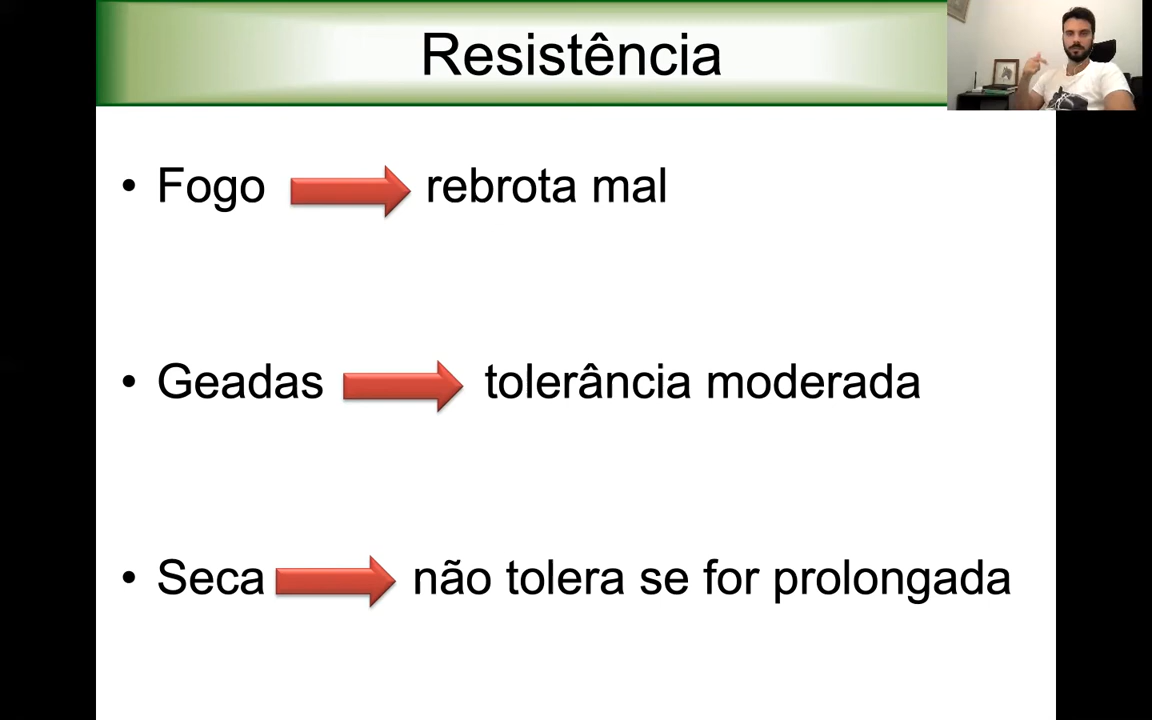 Resistência
• Fogo rebrota mal
• Geadas tolerância moderada
• Seca não tolera se for prolongada